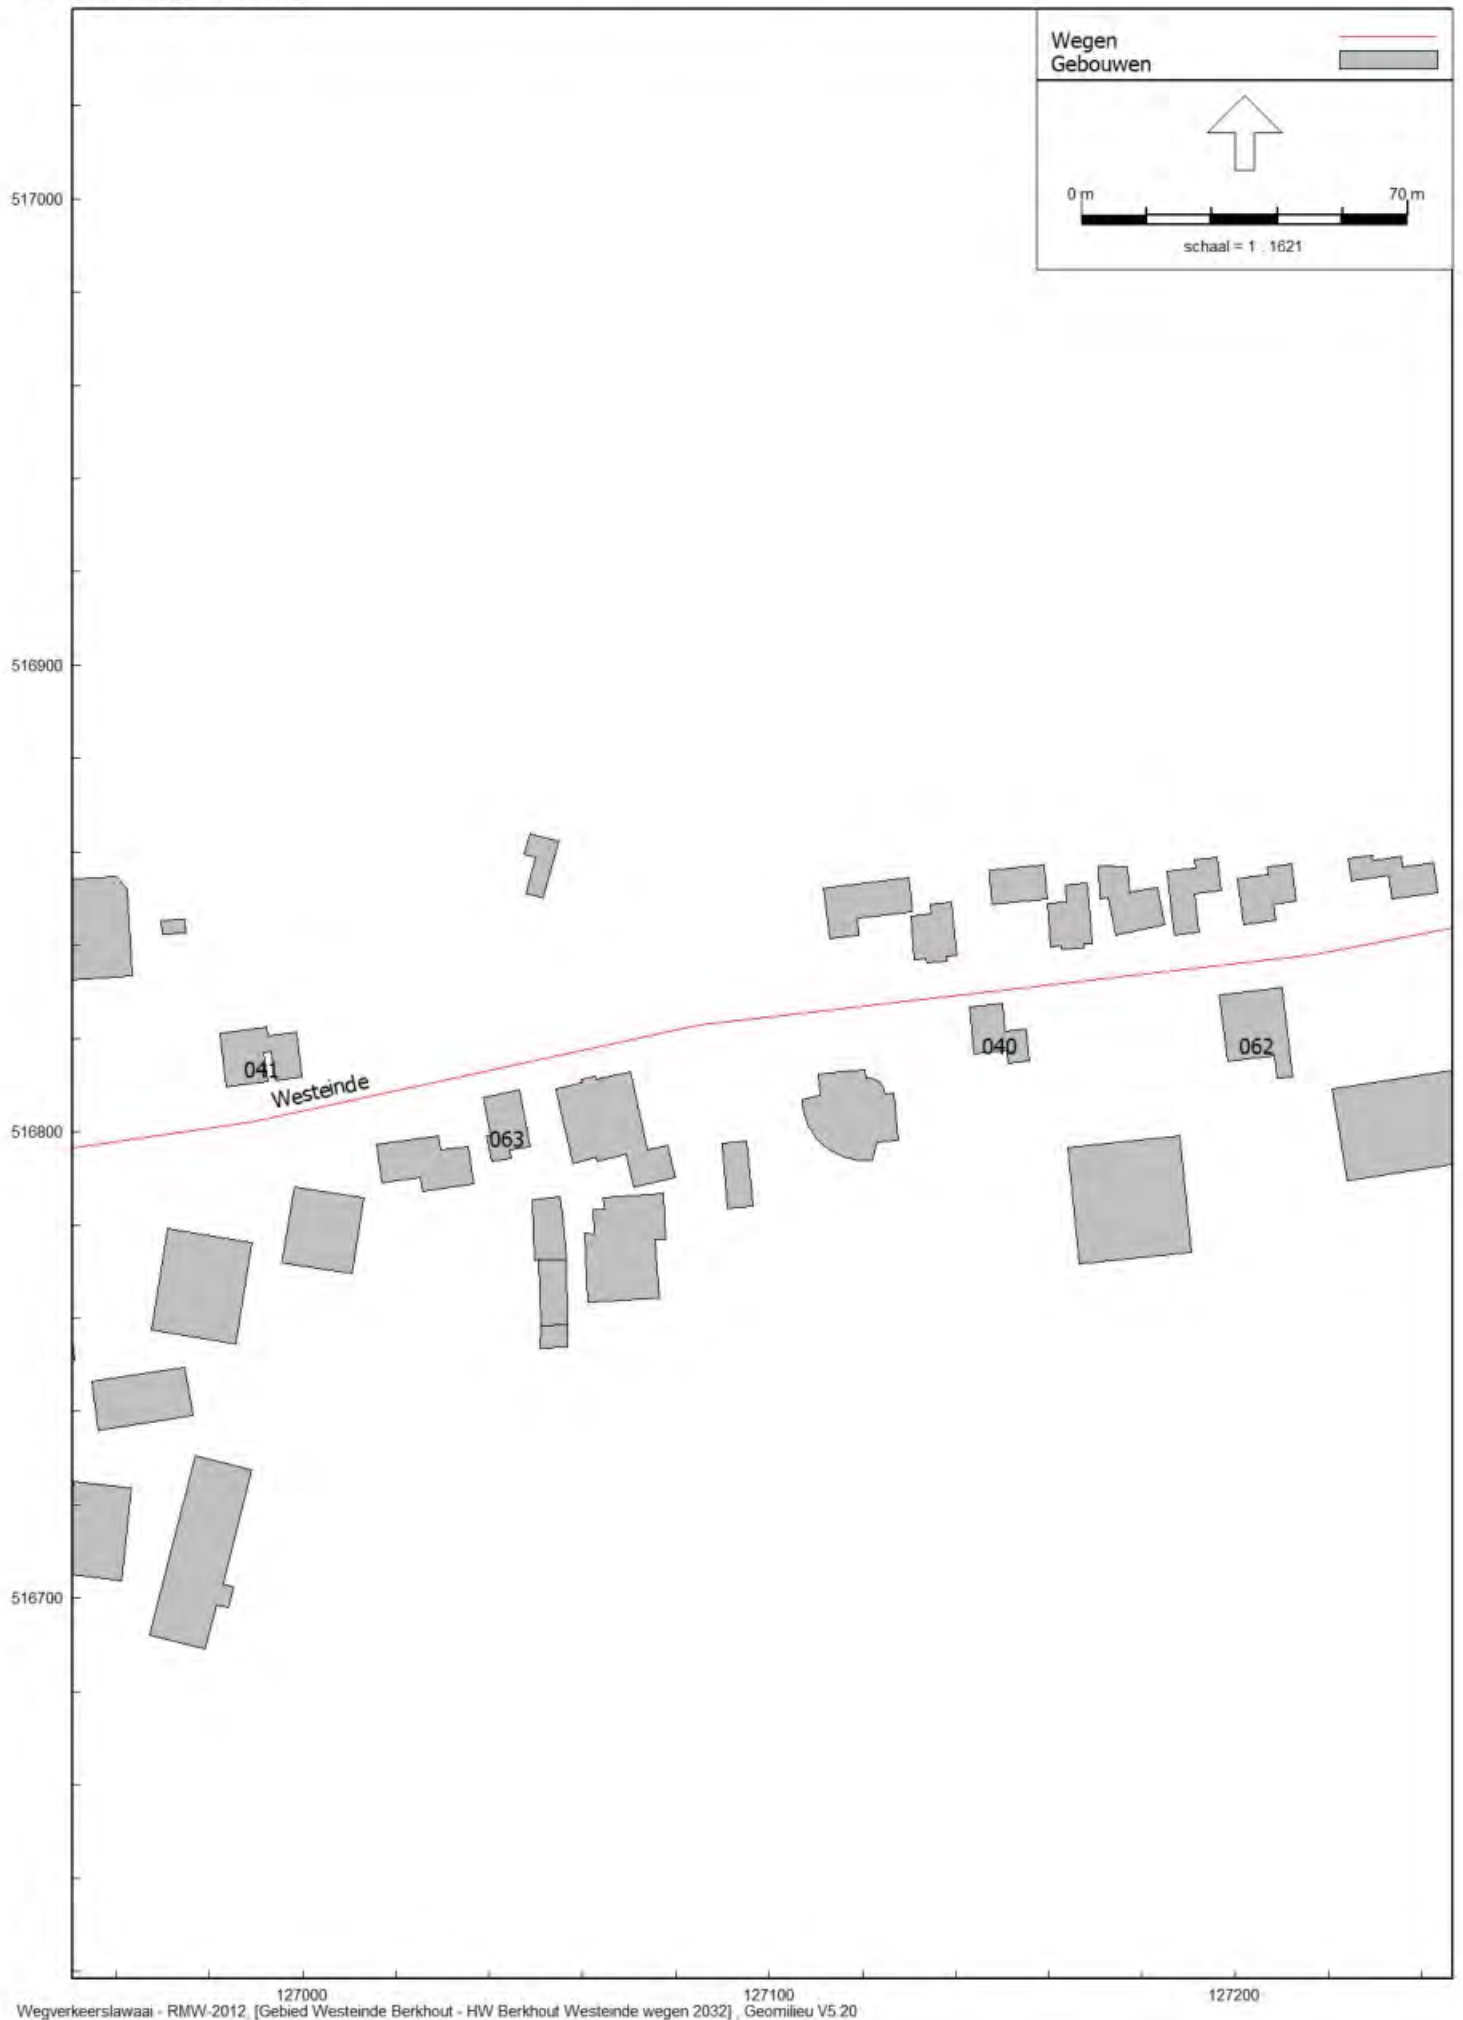 Wegen
Gebouwen
0 m 70 m
schaal = 1 : 1621
517000
516900
516800
516700
041
Westeinde
063
040
062
127000 127100 127200
Wegverkeerslawaai - RMW-2012, [Gebied Westeinde Berkhout - HW Berkhout Westeinde wegen 2032] , Geomilieu V5.20